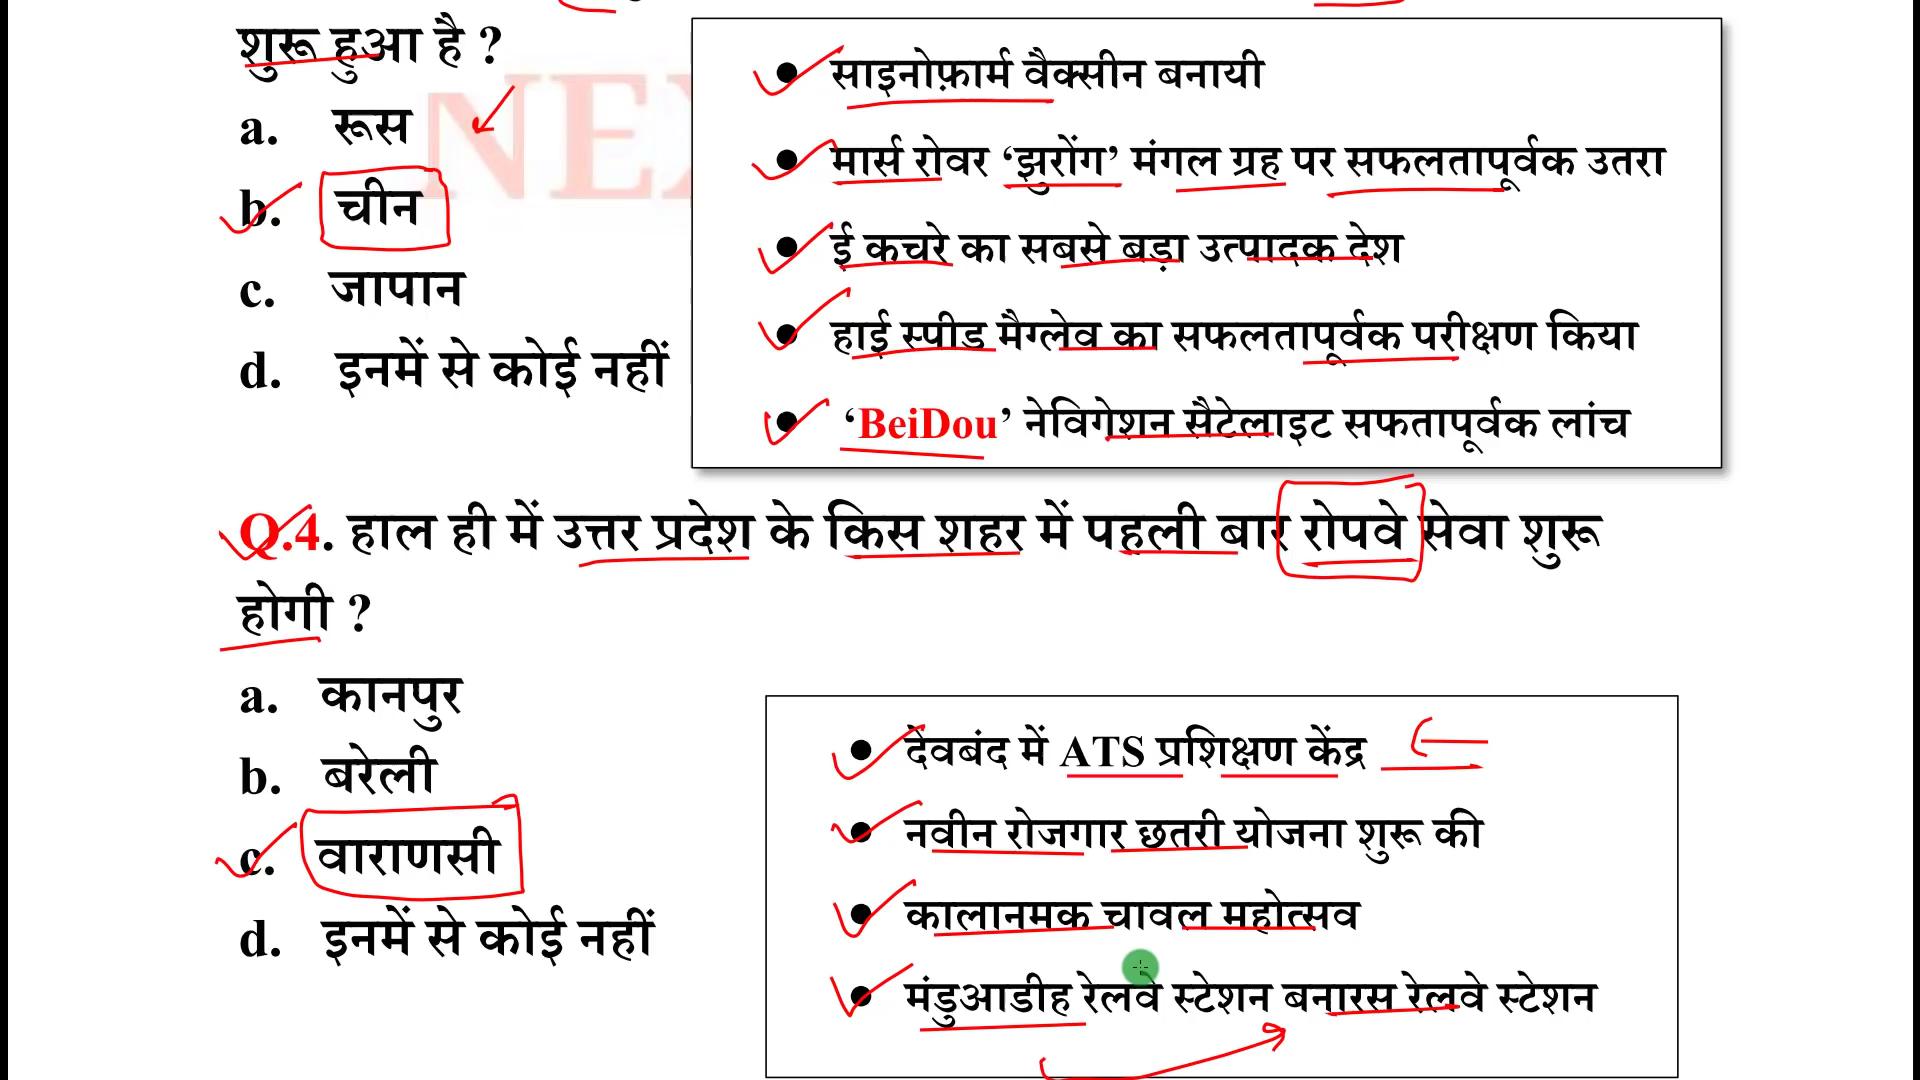 शुरू हुआ है ?
a. रूस
b. चीन
c. जापान
d. इनमें से कोई नहीं
NEX
• साइनोफ़ार्म वैक्सीन बनायी
• मार्स रोवर ‘झुरोंग’ मंगल ग्रह पर सफलतापूर्वक उतरा
• ई कचरे का सबसे बड़ा उत्पादक देश
• हाई स्पीड मैग्लेव का सफलतापूर्वक परीक्षण किया
• ‘BeiDou’ नेविगेशन सैटेलाइट सफतापूर्वक लांच
Q.4. हाल ही में उत्तर प्रदेश के किस शहर में पहली बार रोपवे सेवा शुरू
होगी ?
a. कानपुर
b. बरेली
c. वाराणसी
d. इनमें से कोई नहीं
• देवबंद में ATS प्रशिक्षण केंद्र
• नवीन रोजगार छतरी योजना शुरू की
• कालानमक चावल महोत्सव
• मंडुआडीह रेलवे स्टेशन बनारस रेलवे स्टेशन